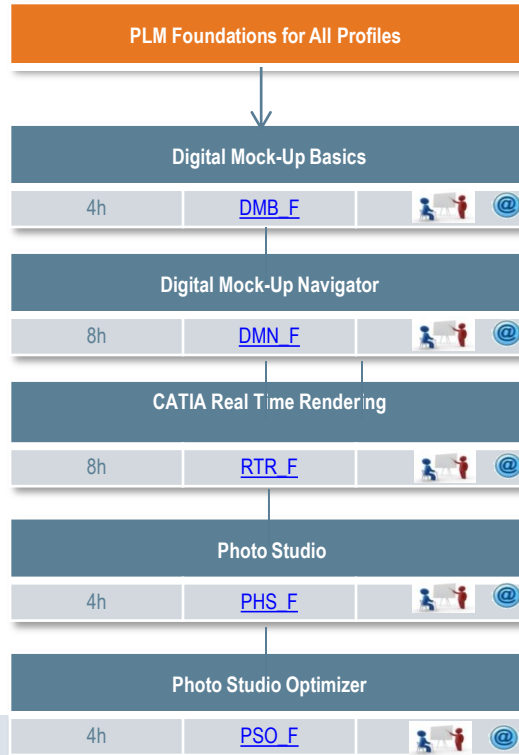 PLM Foundations for All Profiles
Digital Mock-Up Basics
4h DMB_F @
Digital Mock-Up Navigator
8h DMN_F @
CATIA Real Time Rendering
8h RTR_F @
Photo Studio
4h PHS_F @
Photo Studio Optimizer
4h PSO_F @